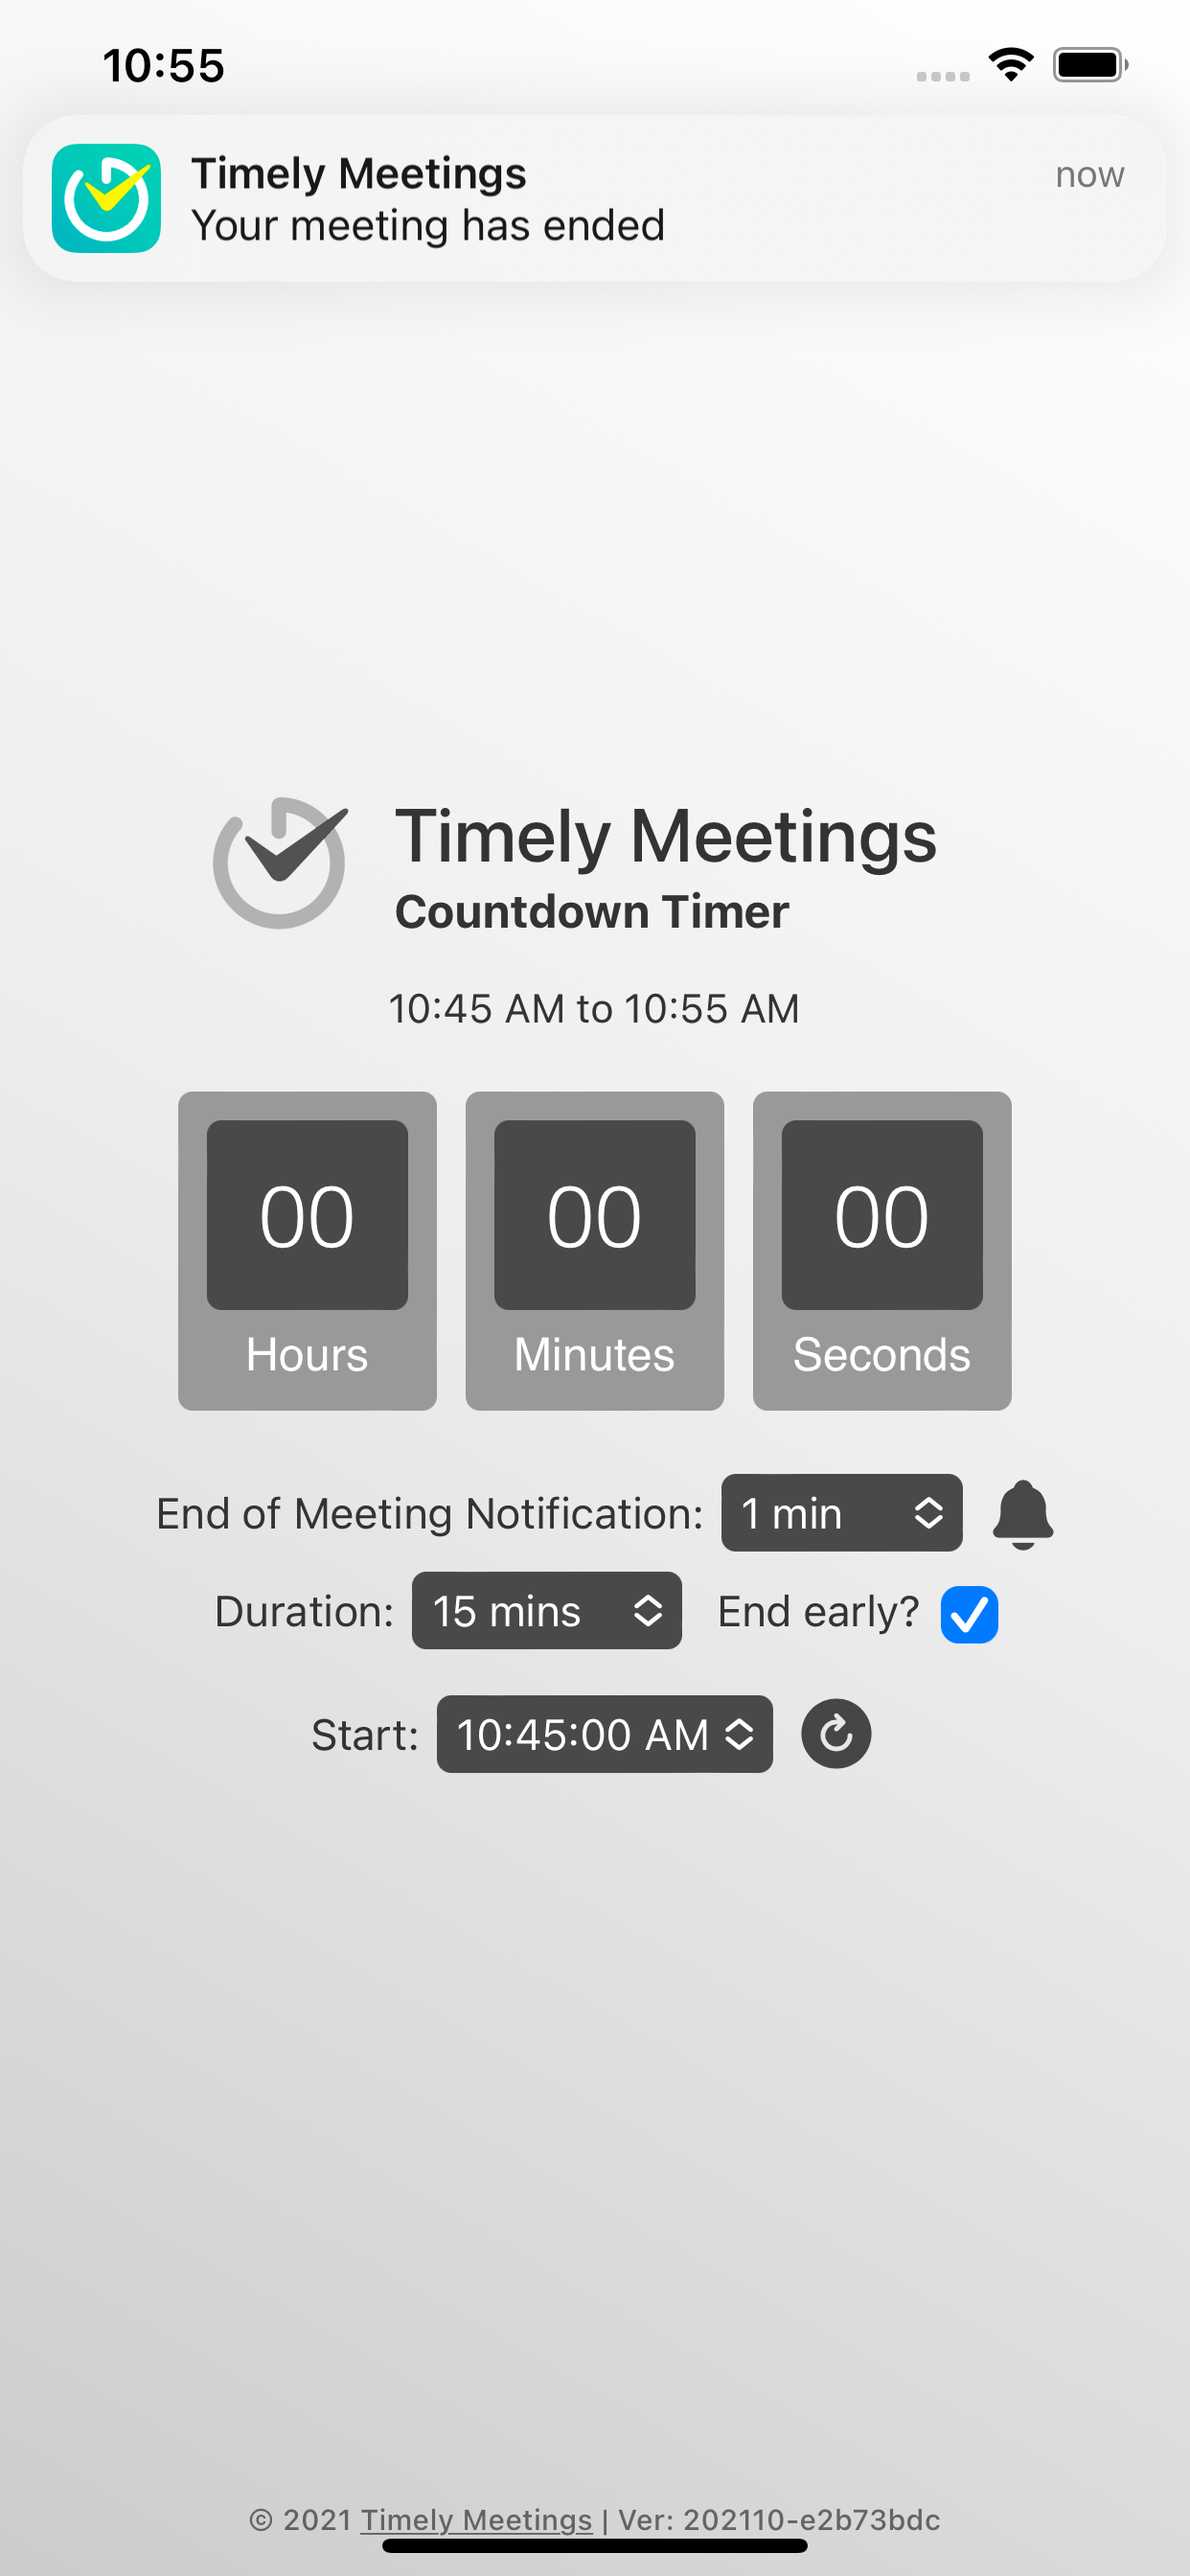 10:55
Timely Meetings now
Your meeting has ended
Timely Meetings
Countdown Timer
10:45 AM to 10:55 AM
00 00 00
Hours Minutes Seconds
End of Meeting Notification: 1 min
Duration: 15 mins End early?
Start: 10:45:00 AM
© 2021 Timely Meetings | Ver: 202110-e2b73bdc